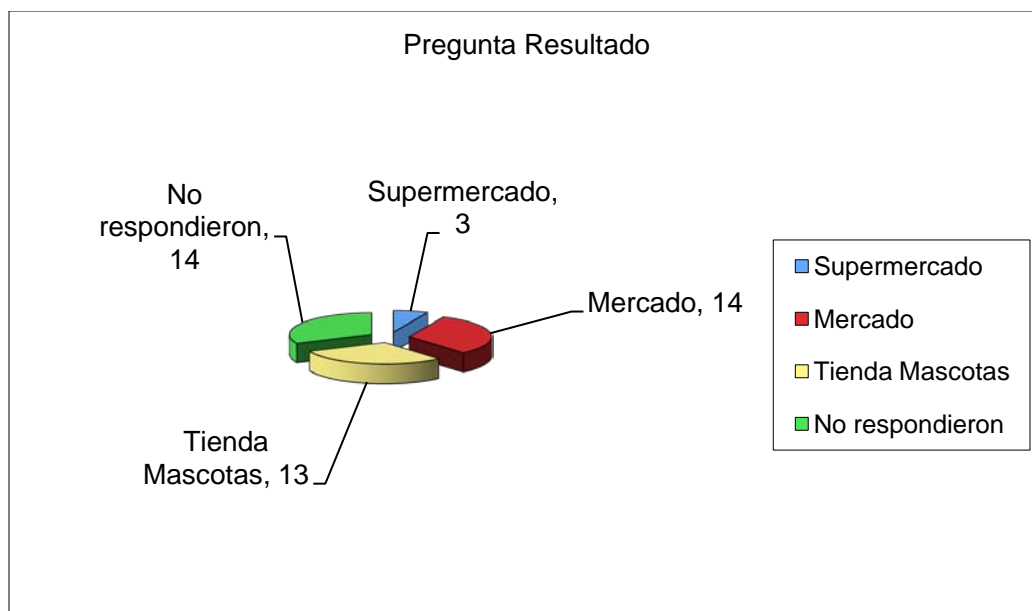 Pregunta Resultado
No
respondieron,
14
Supermercado,
3
Mercado, 14
Tienda
Mascotas, 13
Supermercado
Mercado
Tienda Mascotas
No respondieron